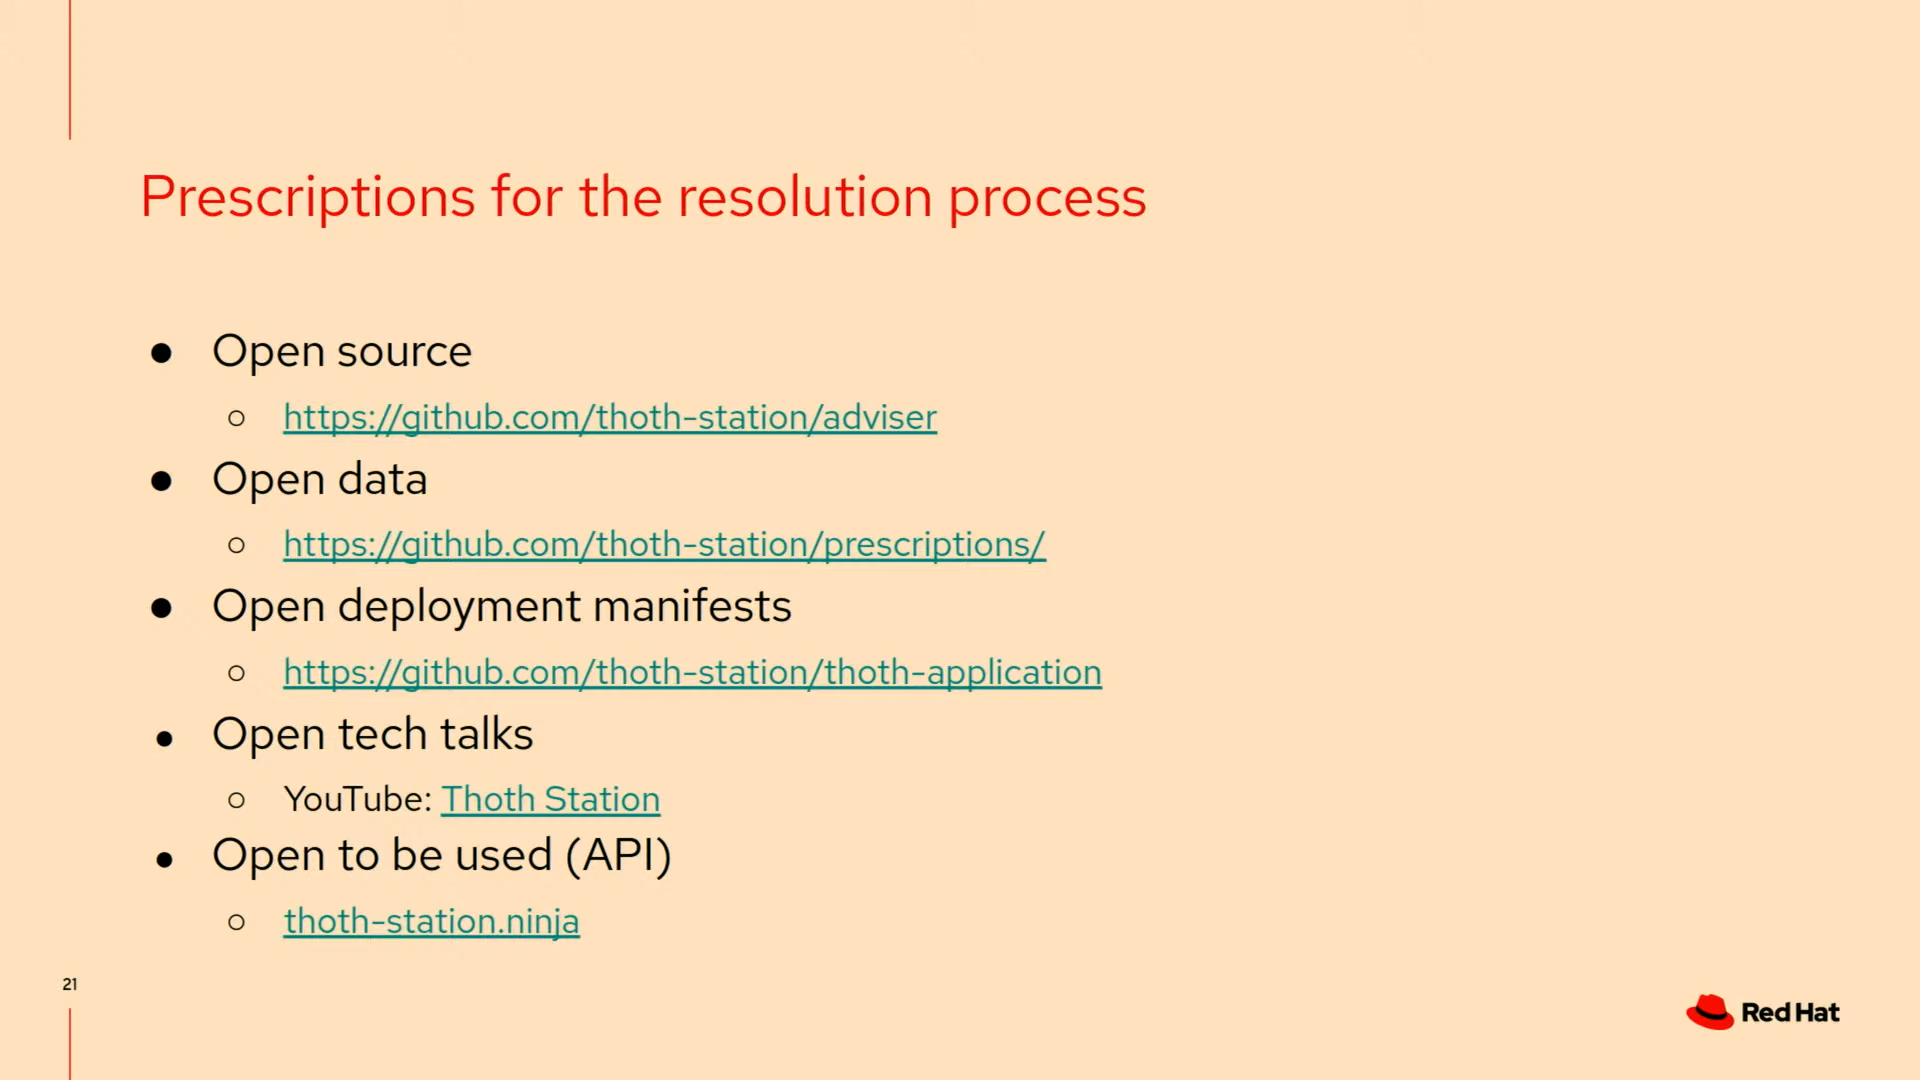 Prescriptions for the resolution process
● Open source
○ https://github.com/thoth-station/adviser
● Open data
○ https://github.com/thoth-station/prescriptions/
● Open deployment manifests
○ https://github.com/thoth-station/thoth-application
● Open tech talks
○ YouTube: Thoth Station
● Open to be used (API)
○ thoth-station.ninja
21
Red Hat